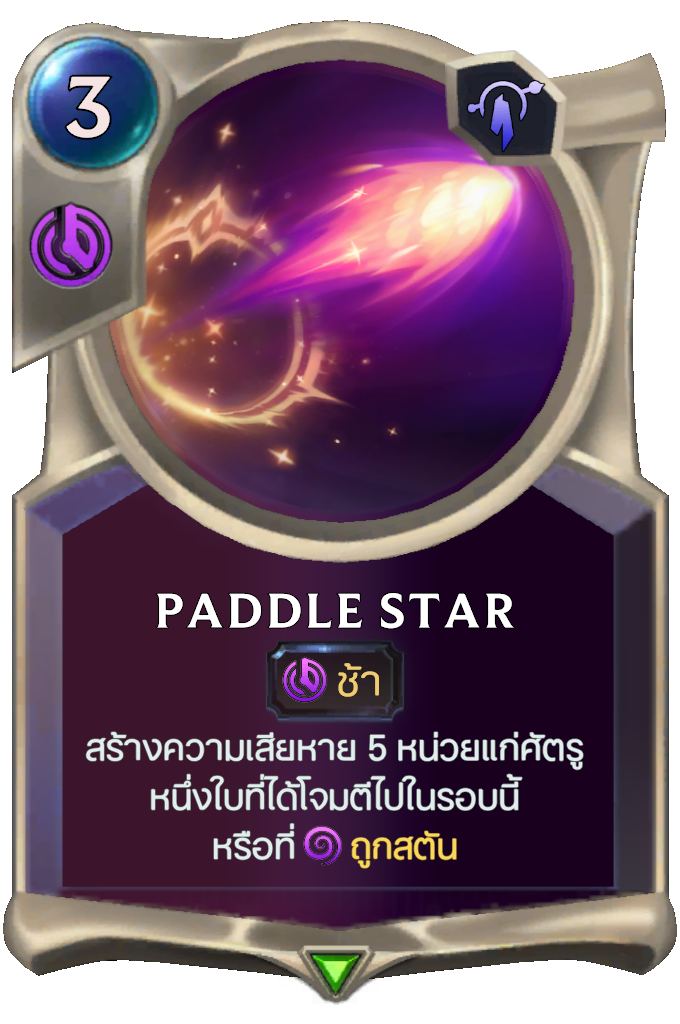 3
PADDLE STAR
ช้า
สร้างความเสียหาย 5 หน่วยแก่ศัตรู
หนึ่งใบที่ได้โจมตีไปในรอบนี้
หรือที่ ถูกสตัน